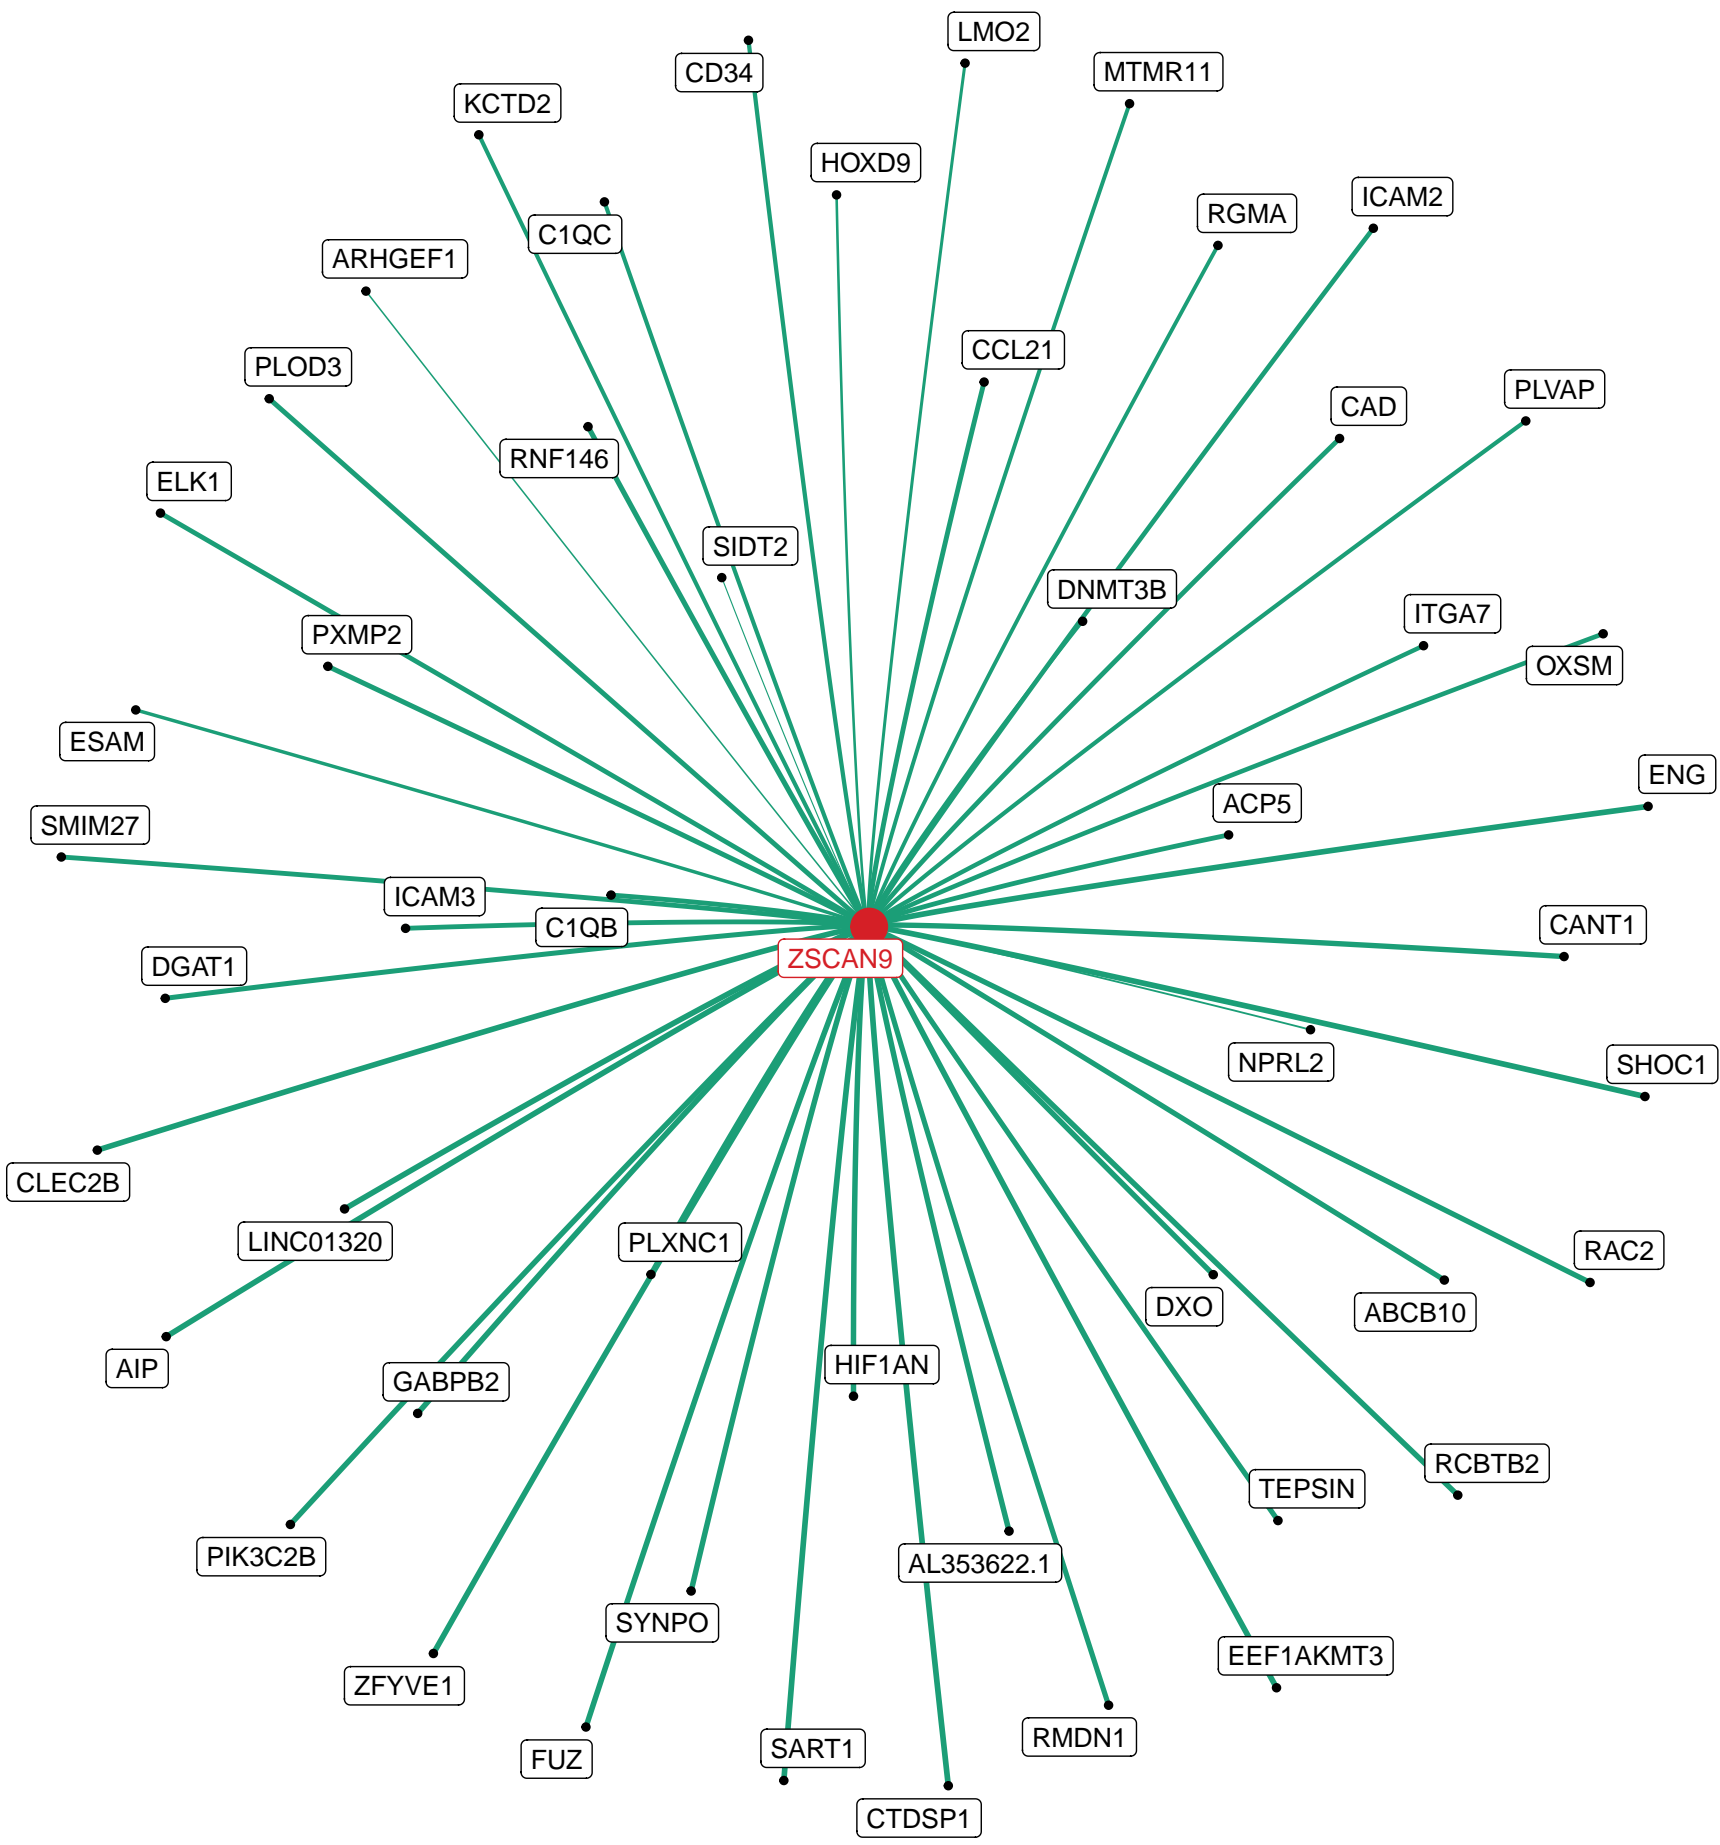 LMO2
CD34
MTMR11
KCTD2
HOXD9
ICAM2
RGMA
C1QC
ARHGEF1
CCL21
PLOD3
PLVAP
CAD
RNF146
ELK1
SIDT2
DNMT3B
ITGA7
PXMP2
OXSM
ESAM
ENG
ACP5
SMIM27
ICAM3
CANT1
C1QB
ZSCAN9
DGAT1
NPRL2
SHOC1
CLEC2B
LINC01320
PLXNC1
RAC2
DXO
ABCB10
HIF1AN
AIP
GABPB2
RCBTB2
TEPSIN
PIK3C2B
AL353622.1
SYNPO
EEF1AKMT3
ZFYVE1
RMDN1
SART1
FUZ
CTDSP1